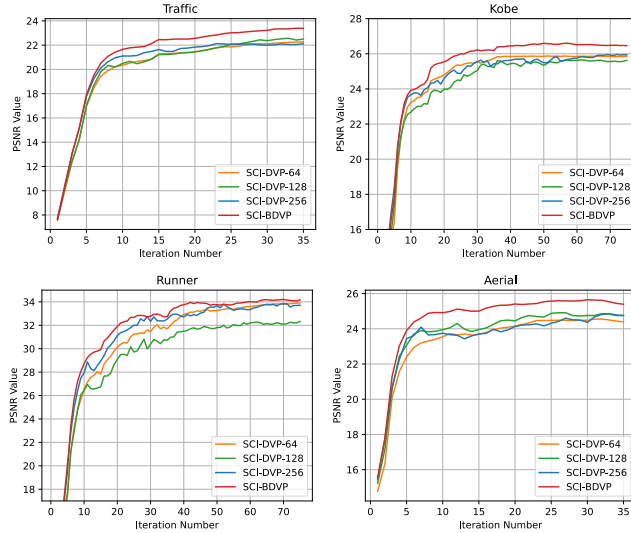 Traffic
PSNR Value
24
22
20
18
16
14
12
10
8
SCI-DVP-64
SCI-DVP-128
SCI-DVP-256
SCI-BDVP
0 5 10 15 20 25 30 35
Iteration Number
Kobe
PSNR Value
28
26
24
22
20
18
16
SCI-DVP-64
SCI-DVP-128
SCI-DVP-256
SCI-BDVP
0 10 20 30 40 50 60 70
Iteration Number
Runner
PSNR Value
34
32
30
28
26
24
22
20
18
SCI-DVP-64
SCI-DVP-128
SCI-DVP-256
SCI-BDVP
0 10 20 30 40 50 60 70 80
Iteration Number
Aerial
PSNR Value
26
24
22
20
18
16
SCI-DVP-64
SCI-DVP-128
SCI-DVP-256
SCI-BDVP
0 5 10 15 20 25 30 35
Iteration Number